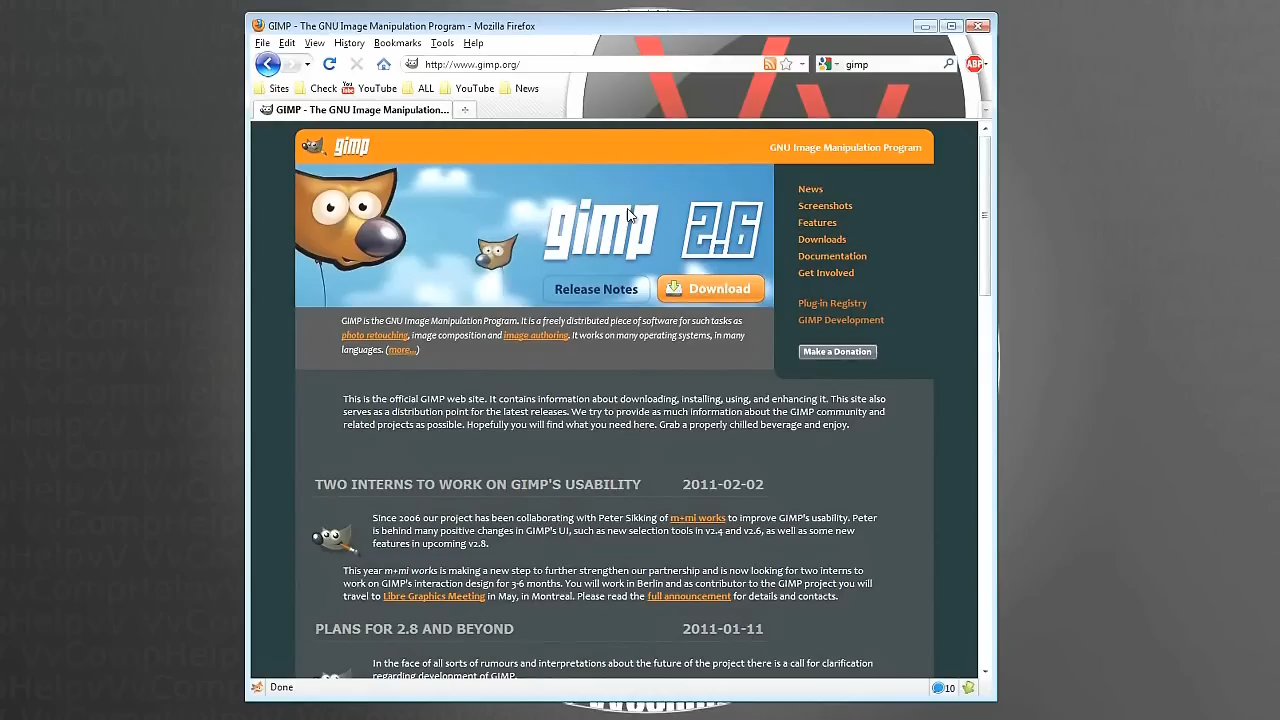 GIMP - The GNU Image Manipulation Program - Mozilla Firefox
File Edit View History Bookmarks Tools Help
http://www.gimp.org/
gimp
ABP
Sites Check YouTube ALL YouTube News
GIMP - The GNU Image Manipulation...
gimp
GNU Image Manipulation Program
gimp 2.6
Release Notes
Download
News
Screenshots
Features
Downloads
Documentation
Get Involved
Plug-in Registry
GIMP Development
Make a Donation
GIMP is the GNU Image Manipulation Program. It is a freely distributed piece of software for such tasks as
photo retouching, image composition and image authoring. It works on many operating systems, in many
languages. (more...)
This is the official GIMP web site. It contains information about downloading, installing, using, and enhancing it. This site also
serves as a distribution point for the latest releases. We try to provide as much information about the GIMP community and
related projects as possible. Hopefully you will find what you need here. Grab a properly chilled beverage and enjoy.
TWO INTERNS TO WORK ON GIMP'S USABILITY 2011-02-02
Since 2006 our project has been collaborating with Peter Sikking of m+mi works to improve GIMP's usability. Peter
is behind many positive changes in GIMP's UI, such as new selection tools in v2.4 and v2.6, as well as some new
features in upcoming v2.8.
This year m+mi works is making a new step to further strengthen our partnership and is now looking for two interns to
work on GIMP's interaction design for 3-6 months. You will work in Berlin and as contributor to the GIMP project you will
travel to Libre Graphics Meeting in May, in Montreal. Please read the full announcement for details and contacts.
PLANS FOR 2.8 AND BEYOND 2011-01-11
In the face of all sorts of rumours and interpretations about the future of the project there is a call for clarification
regarding development of GIMP.
Done
10